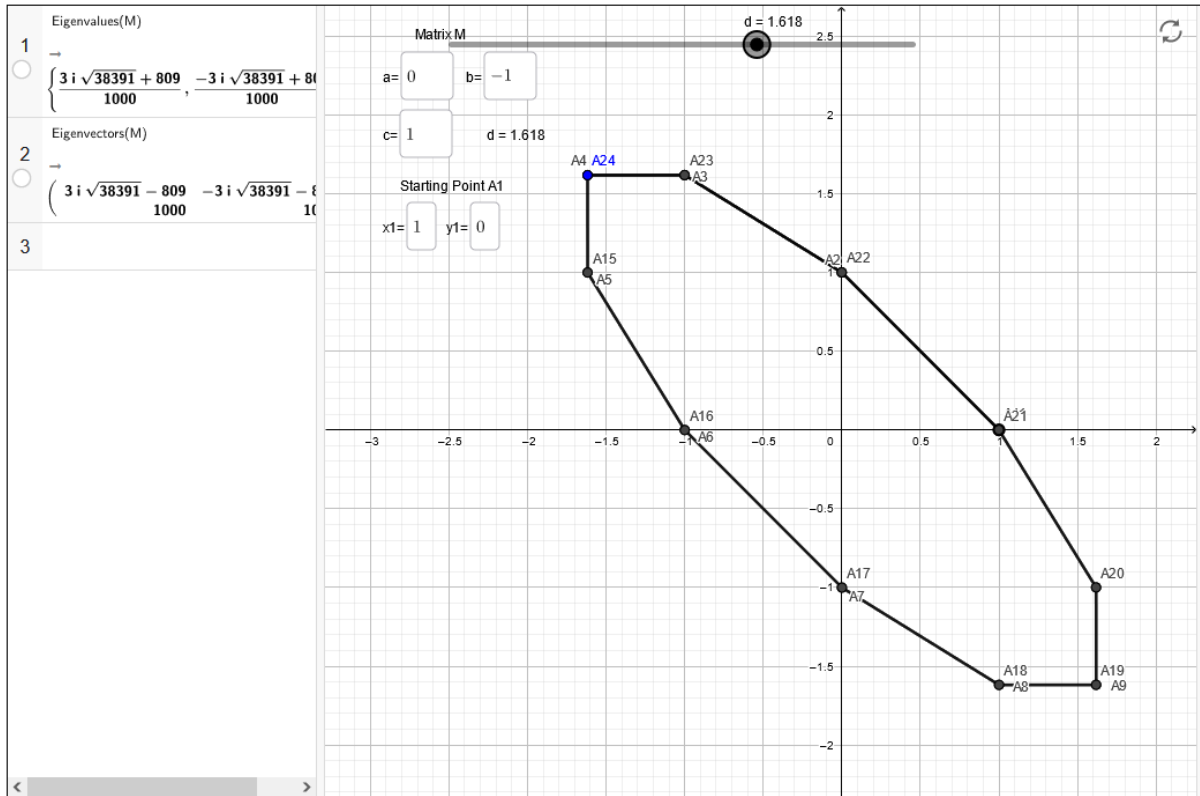 Eigenvalues(M)
1
→
{ 3 i √38391 + 809 / 1000 , −3 i √38391 + 80
1000
2
Eigenvectors(M)
→
( 3 i √38391 − 809 −3 i √38391 − 8
1000 10
3
Matrix M
a= 0 b= −1
c= 1 d = 1.618
Starting Point A1
x1= 1 y1= 0
d = 1.618
2.5
2
1.5
1
0.5
−0.5
−1
−1.5
−2
−3 −2.5 −2 −1.5 −1 −0.5 0 0.5 1 1.5 2
A4 A24
A23
A3
A15
A5
A2 A22
A16
A6
A21
A17
A7
A20
A18
A8
A19
A9